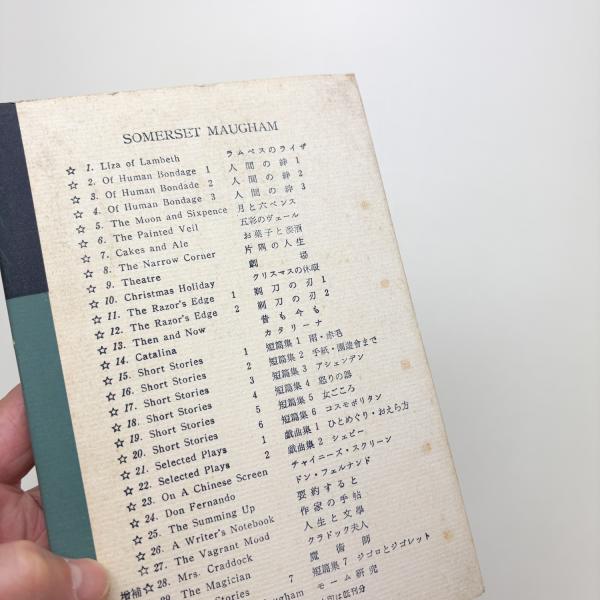 SOMERSET MAUGHAM
☆ 1. Liza of Lambeth ラムベスのライザ
☆ 2. Of Human Bondage 1 人間の絆 1
☆ 3. Of Human Bondade 2 人間の絆 2
☆ 4. Of Human Bondage 3 人間の絆 3
☆ 5. The Moon and Sixpence 月と六ペンス
☆ 6. The Painted Veil 五彩のヴェール
☆ 7. Cakes and Ale お菓子と麦酒
☆ 8. The Narrow Corner 片隅の人生
☆ 9. Theatre 劇場
☆ 10. Christmas Holiday クリスマスの休暇
☆ 11. The Razor's Edge 1 剃刀の刃 1
☆ 12. The Razor's Edge 2 剃刀の刃 2
☆ 13. Then and Now 昔も今も
☆ 14. Catalina カタリーナ
☆ 15. Short Stories 1 短篇集 1 雨・赤毛
☆ 16. Short Stories 2 短篇集 2 手紙・園遊會まで
☆ 17. Short Stories 3 短篇集 3 アシェンデン
☆ 18. Short Stories 4 短篇集 4 怒りの器
☆ 19. Short Stories 5 短篇集 5 女ごころ
☆ 20. Short Stories 6 短篇集 6 コスモポリタン
☆ 21. Selected Plays 1 戯曲集 1 ひとめぐり・おえら方
☆ 22. Selected Plays 2 戯曲集 2 シェピー
☆ 23. On A Chinese Screen チャイニーズ・スクリーン
☆ 24. Don Fernando ドン・フェルナンド
☆ 25. The Summing Up 要約すると
☆ 26. A Writer's Notebook 作家の手帖
☆ 27. The Vagrant Mood 人生と文學
増補☆ 28. Mrs. Craddock クラドック夫人
29. The Magician 魔術師
Stories 7 短篇集 7 ジゴロとジゴレット
Maugham モーム研究
印は既刊分